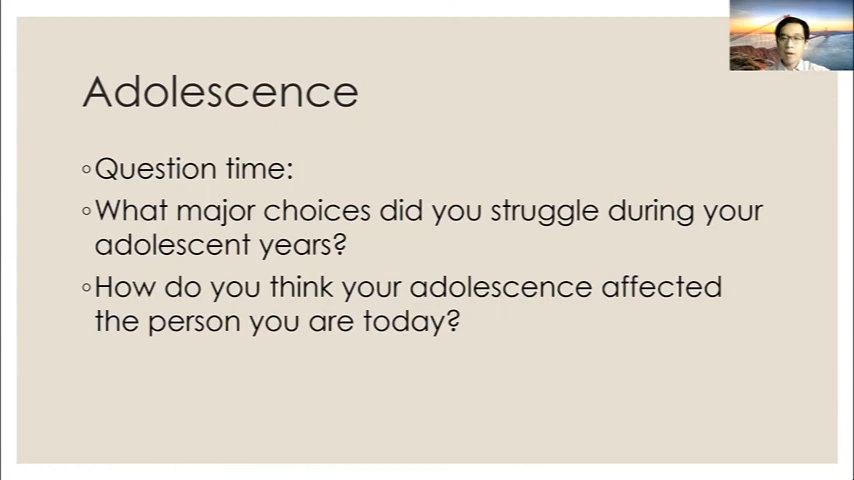 Adolescence
◦Question time:
◦What major choices did you struggle during your
adolescent years?
◦How do you think your adolescence affected
the person you are today?